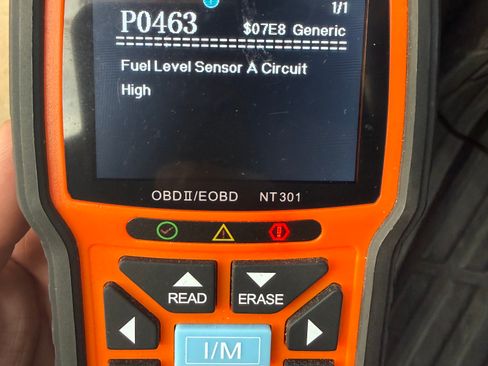 1/1
P0463 $07E8 Generic
Fuel Level Sensor A Circuit
High
OBDII/EOBD NT301
READ ERASE
I/M